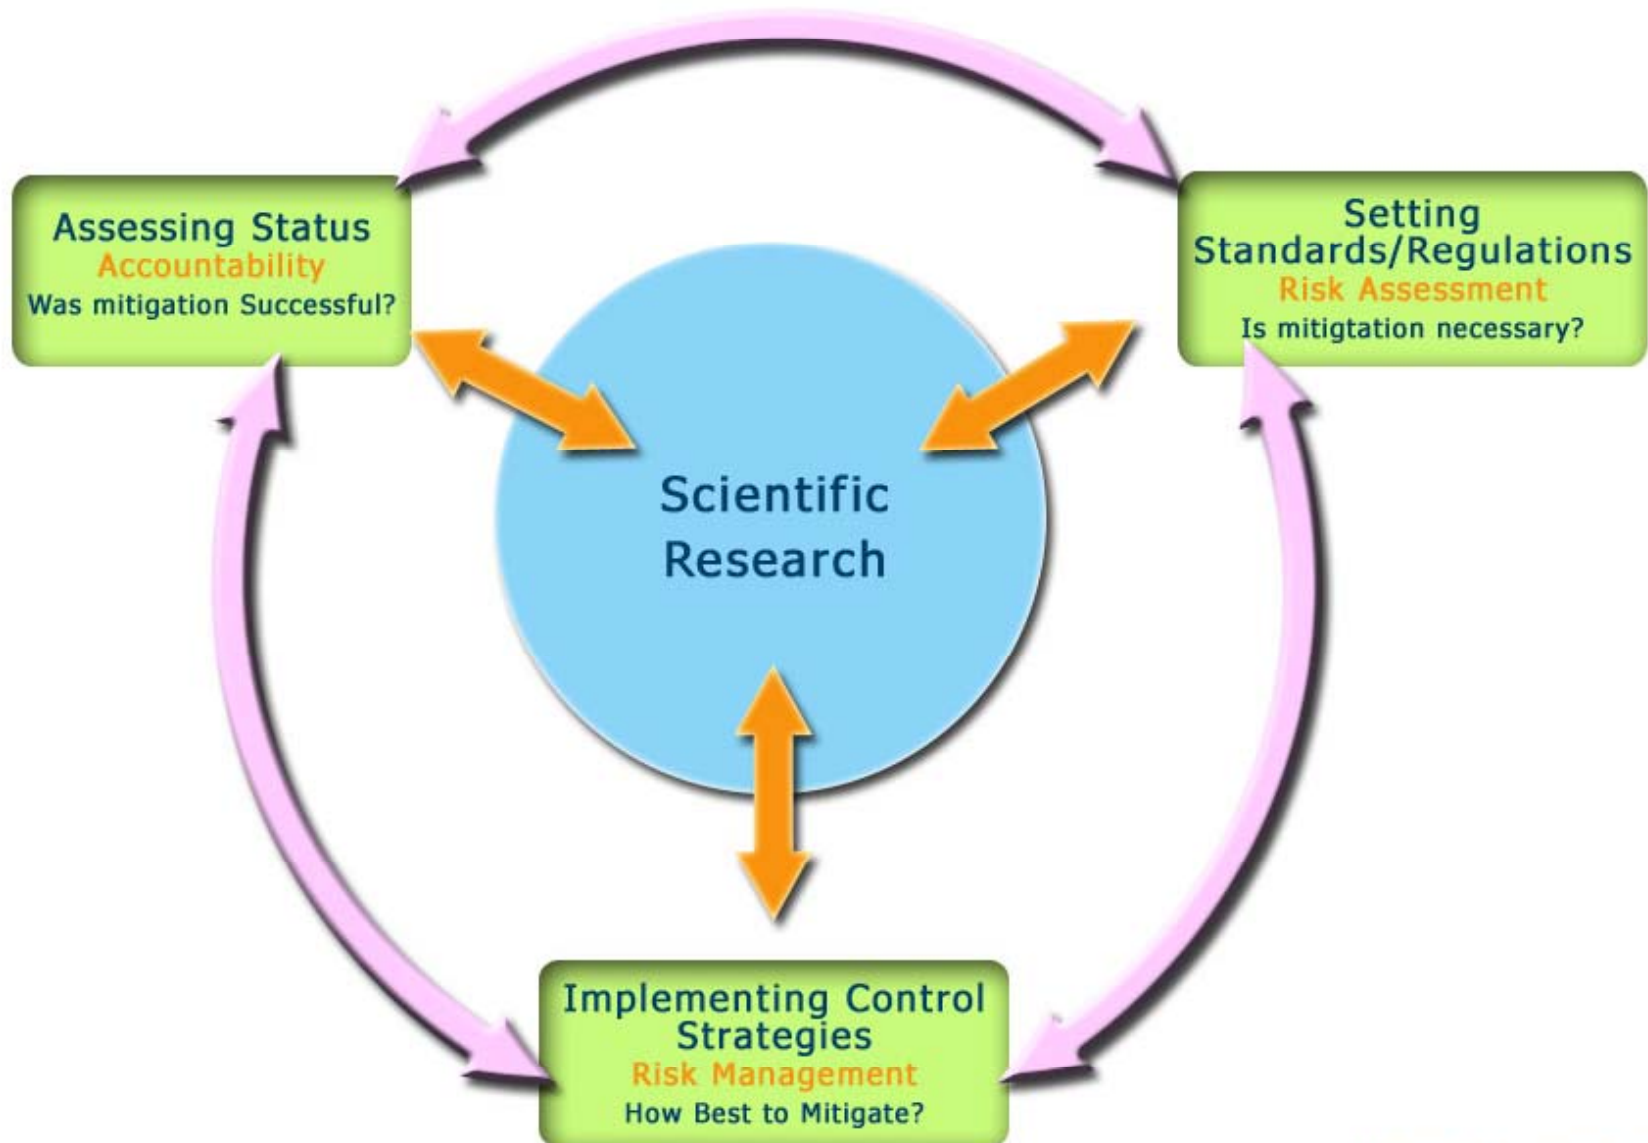 Assessing Status
Accountability
Was mitigation Successful?
Setting
Standards/Regulations
Risk Assessment
Is mitigtation necessary?
Scientific
Research
Implementing Control
Strategies
Risk Management
How Best to Mitigate?